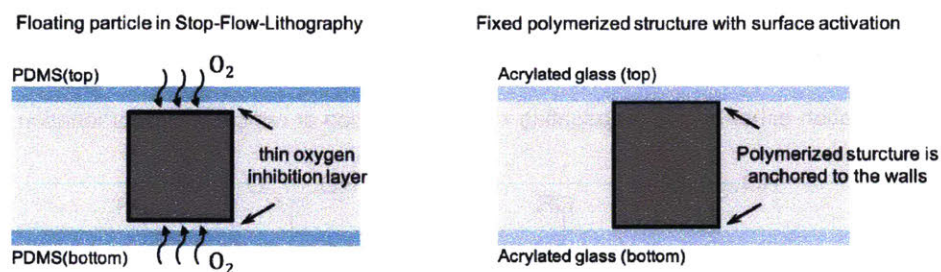 Floating particle in Stop-Flow-Lithography
PDMS(top)
O2
thin oxygen
inhibition layer
PDMS(bottom)
O2
Fixed polymerized structure with surface activation
Acrylated glass (top)
Polymerized sturcture is
anchored to the walls
Acrylated glass (bottom)